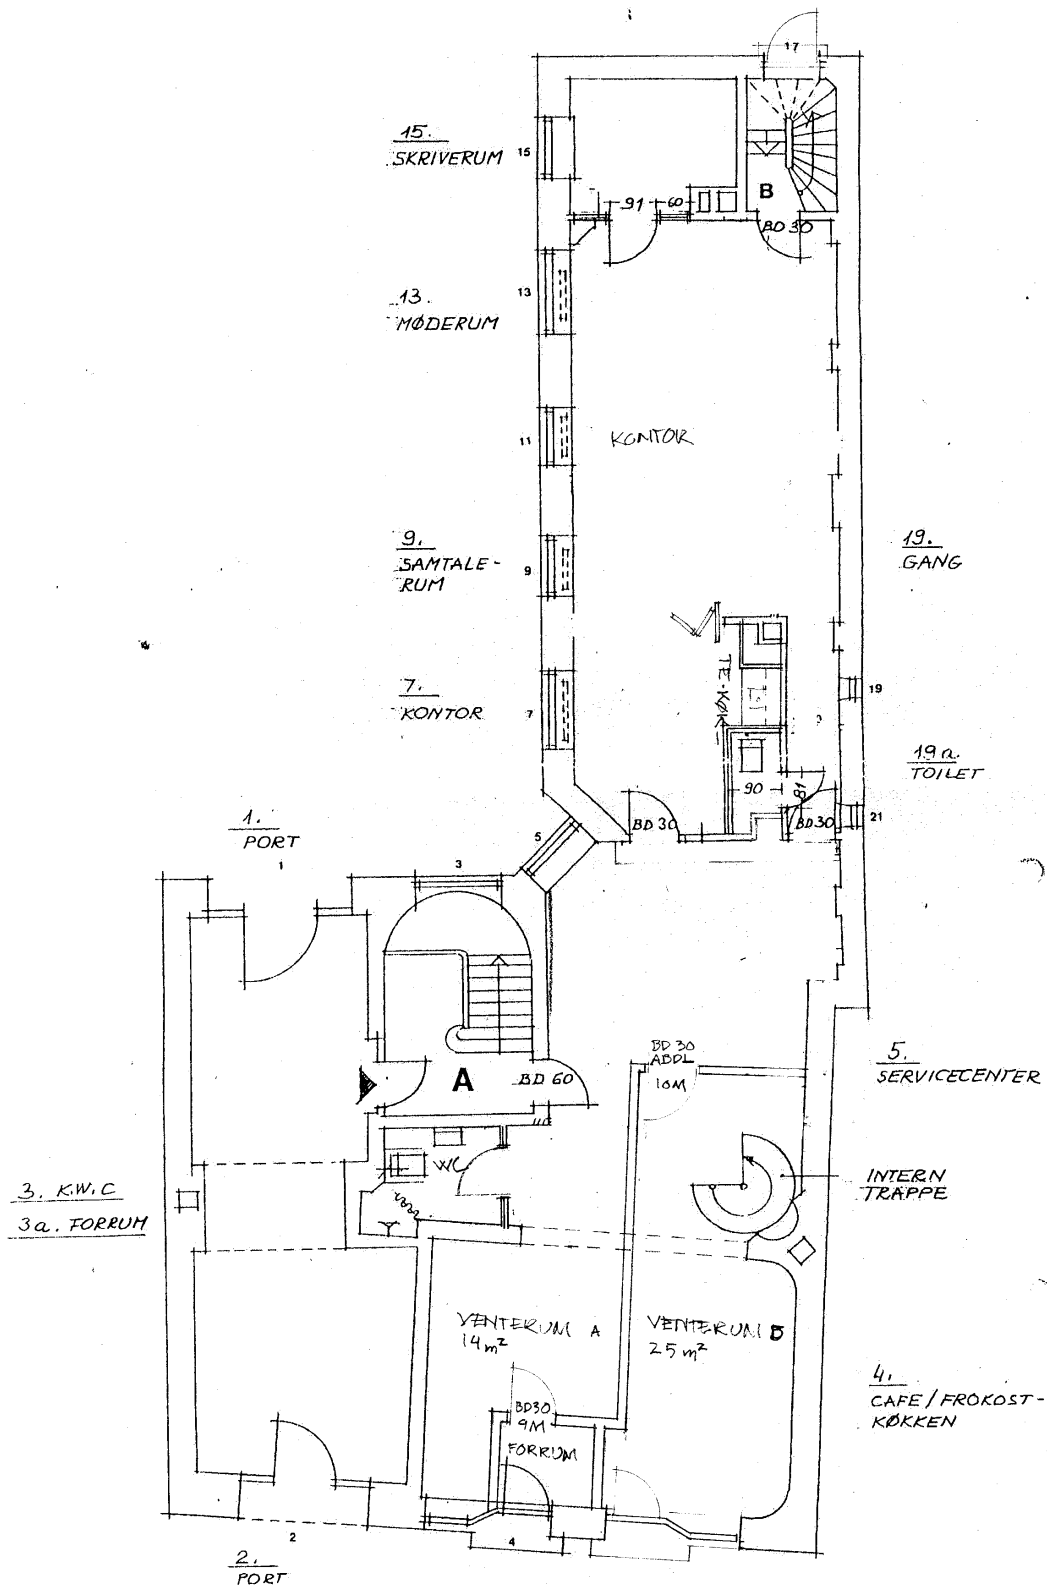 17
15.
SKRIVERUM
15
B
91
60
BD 30
13.
MØDERUM
13
11
KONTOR
9.
SAMTALE-
RUM
9
19.
GANG
7.
KONTOR
7
TE-KØK-
19
19a.
TOILET
90
81
BD 30
BD 30
21
1.
PORT
1
3
5
A
BD 60
BD 30
ABDL
10M
5.
SERVICECENTER
WC
INTERN
TRAPPE
3. K.W.C
3a. FORRUM
VENTERUM A
14m²
VENTERUM B
25 m²
BD30
9M
FORRUM
4.
CAFE/FROKOST-
KØKKEN
2
4
2.
PORT